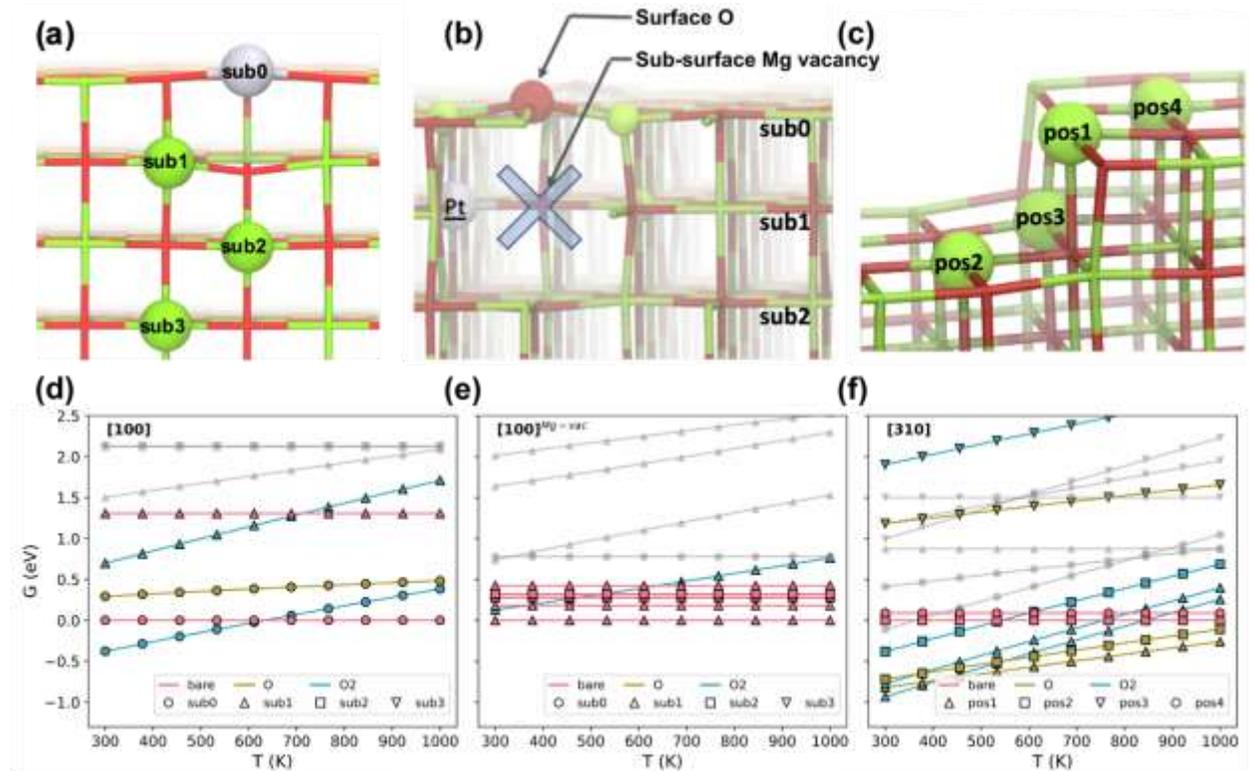 (a)
sub0
sub1
sub2
sub3
(b)
Surface O
Sub-surface Mg vacancy
sub0
Pt
sub1
sub2
(c)
pos4
pos1
pos3
pos2
(d)
[100]
G (eV)
2.5
2.0
1.5
1.0
0.5
0.0
−0.5
−1.0
bare O O2
sub0 sub1 sub2 sub3
300 400 500 600 700 800 900 1000
T (K)
(e)
[100]^Mg−vac
bare O O2
sub0 sub1 sub2 sub3
300 400 500 600 700 800 900 1000
T (K)
(f)
[310]
bare O O2
pos1 pos2 pos3 pos4
300 400 500 600 700 800 900 1000
T (K)